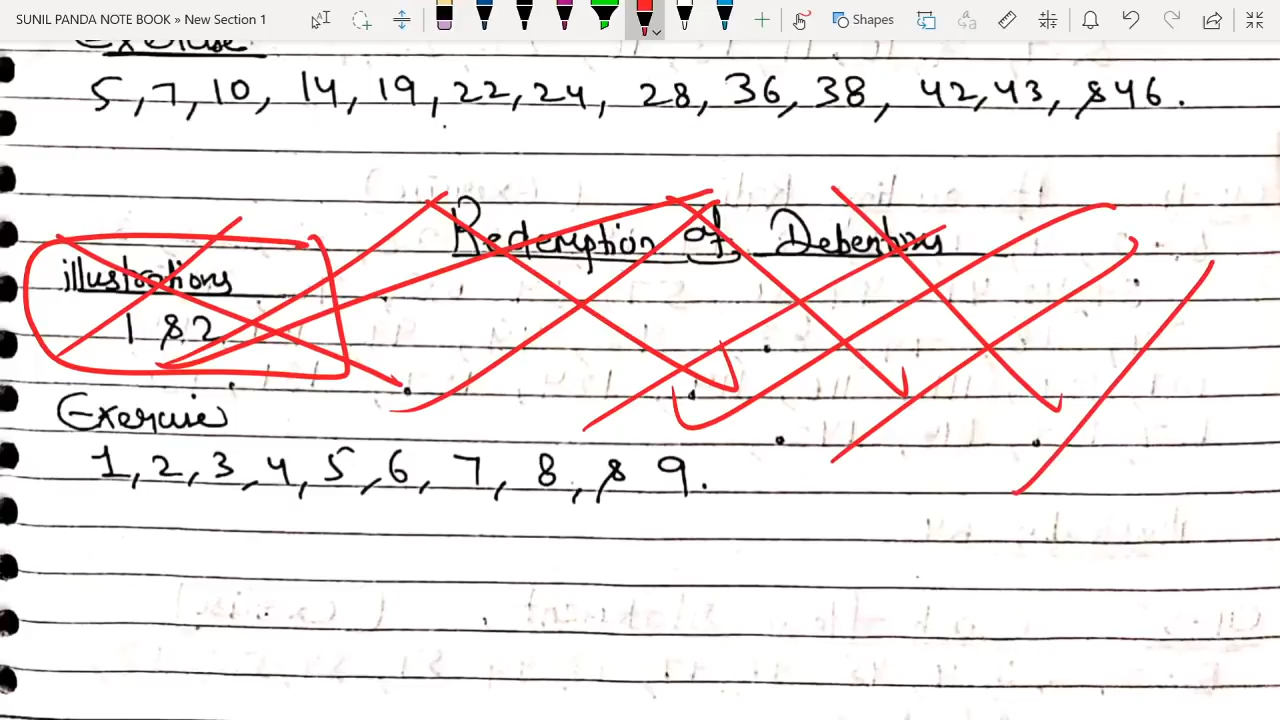 SUNIL PANDA NOTE BOOK » New Section 1
Shapes
Exercise
5, 7, 10, 14, 19, 22, 24, 28, 36, 38, 42, 43, & 46.
Redemption of Debentures
illustrations
1 & 2
Exercise
1, 2, 3, 4, 5, 6, 7, 8, & 9.